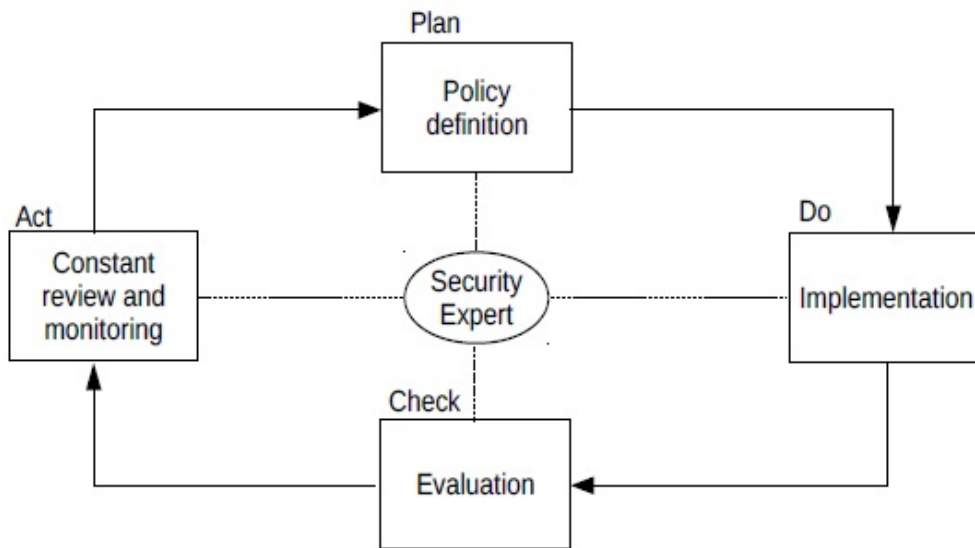 Plan
Policy
definition
Act
Do
Constant
review and
monitoring
Security
Expert
Implementation
Check
Evaluation